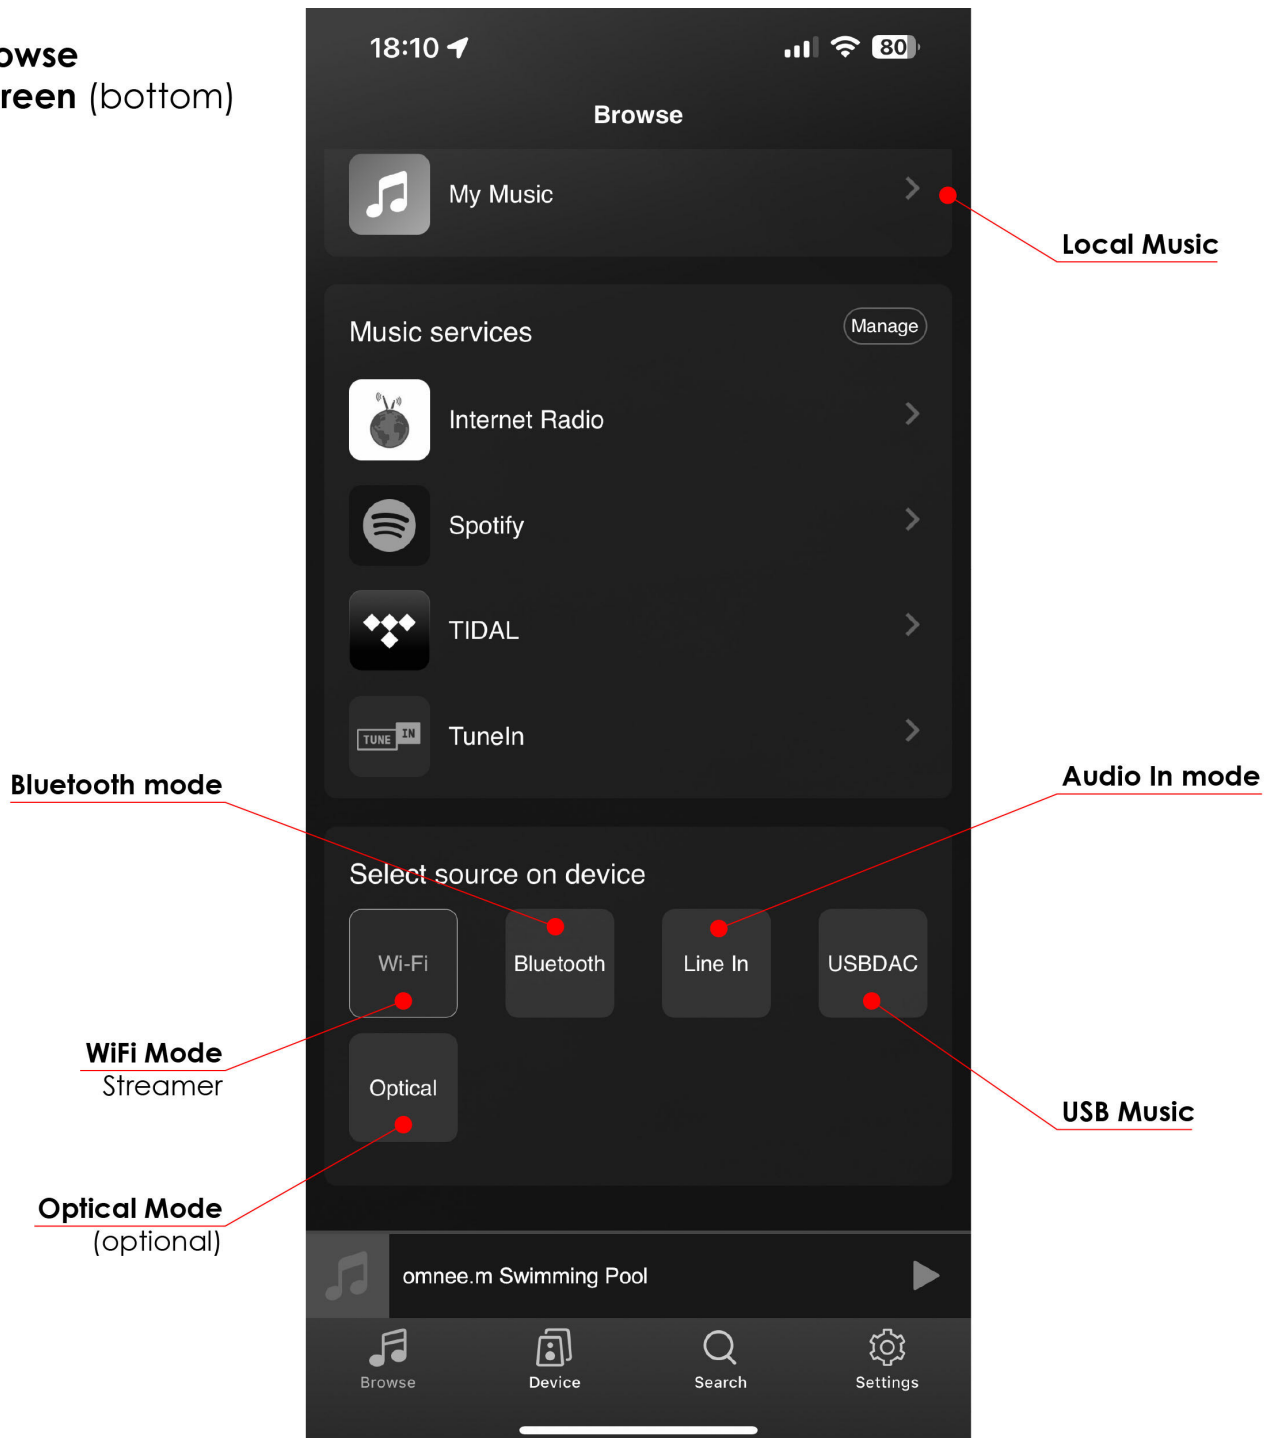 owse
reen (bottom)
18:10
80
Browse
My Music
Local Music
Music services
Manage
Internet Radio
Spotify
TIDAL
TUNE IN
TuneIn
Bluetooth mode
Audio In mode
Select source on device
Wi-Fi
Bluetooth
Line In
USBDAC
WiFi Mode
Streamer
Optical
USB Music
Optical Mode
(optional)
omnee.m Swimming Pool
Browse
Device
Search
Settings